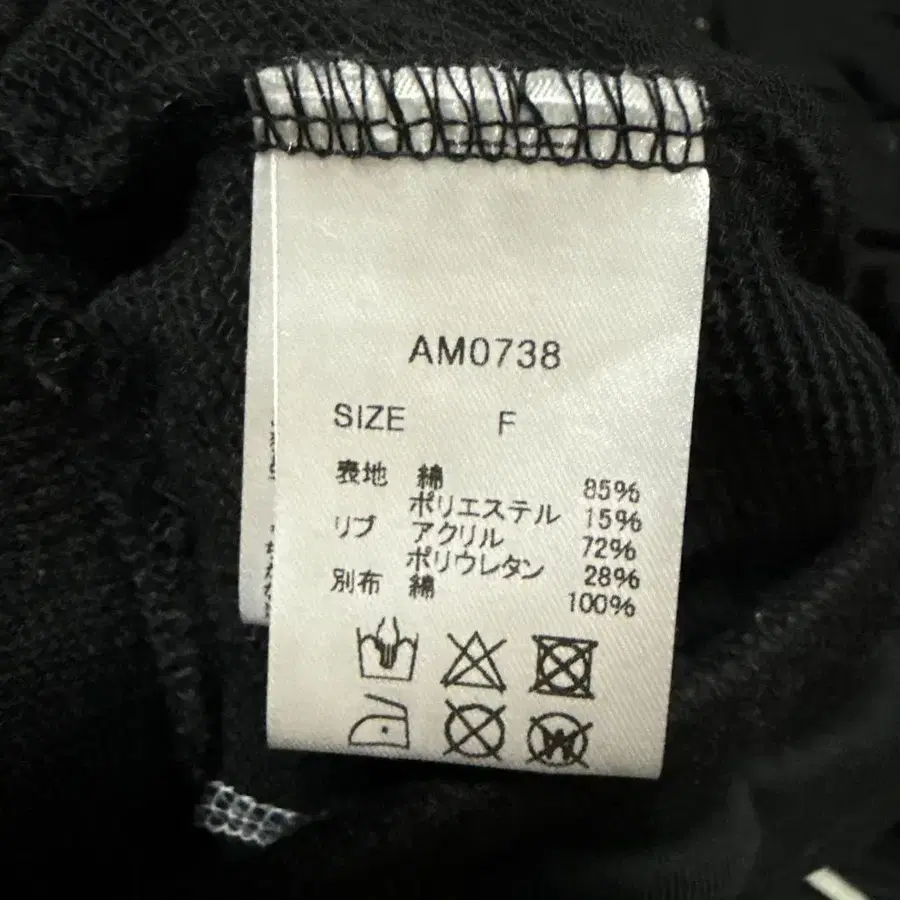 AM0738
SIZE F
表地 綿 85%
ポリエステル 15%
リブ アクリル 72%
ポリウレタン 28%
別布 綿 100%